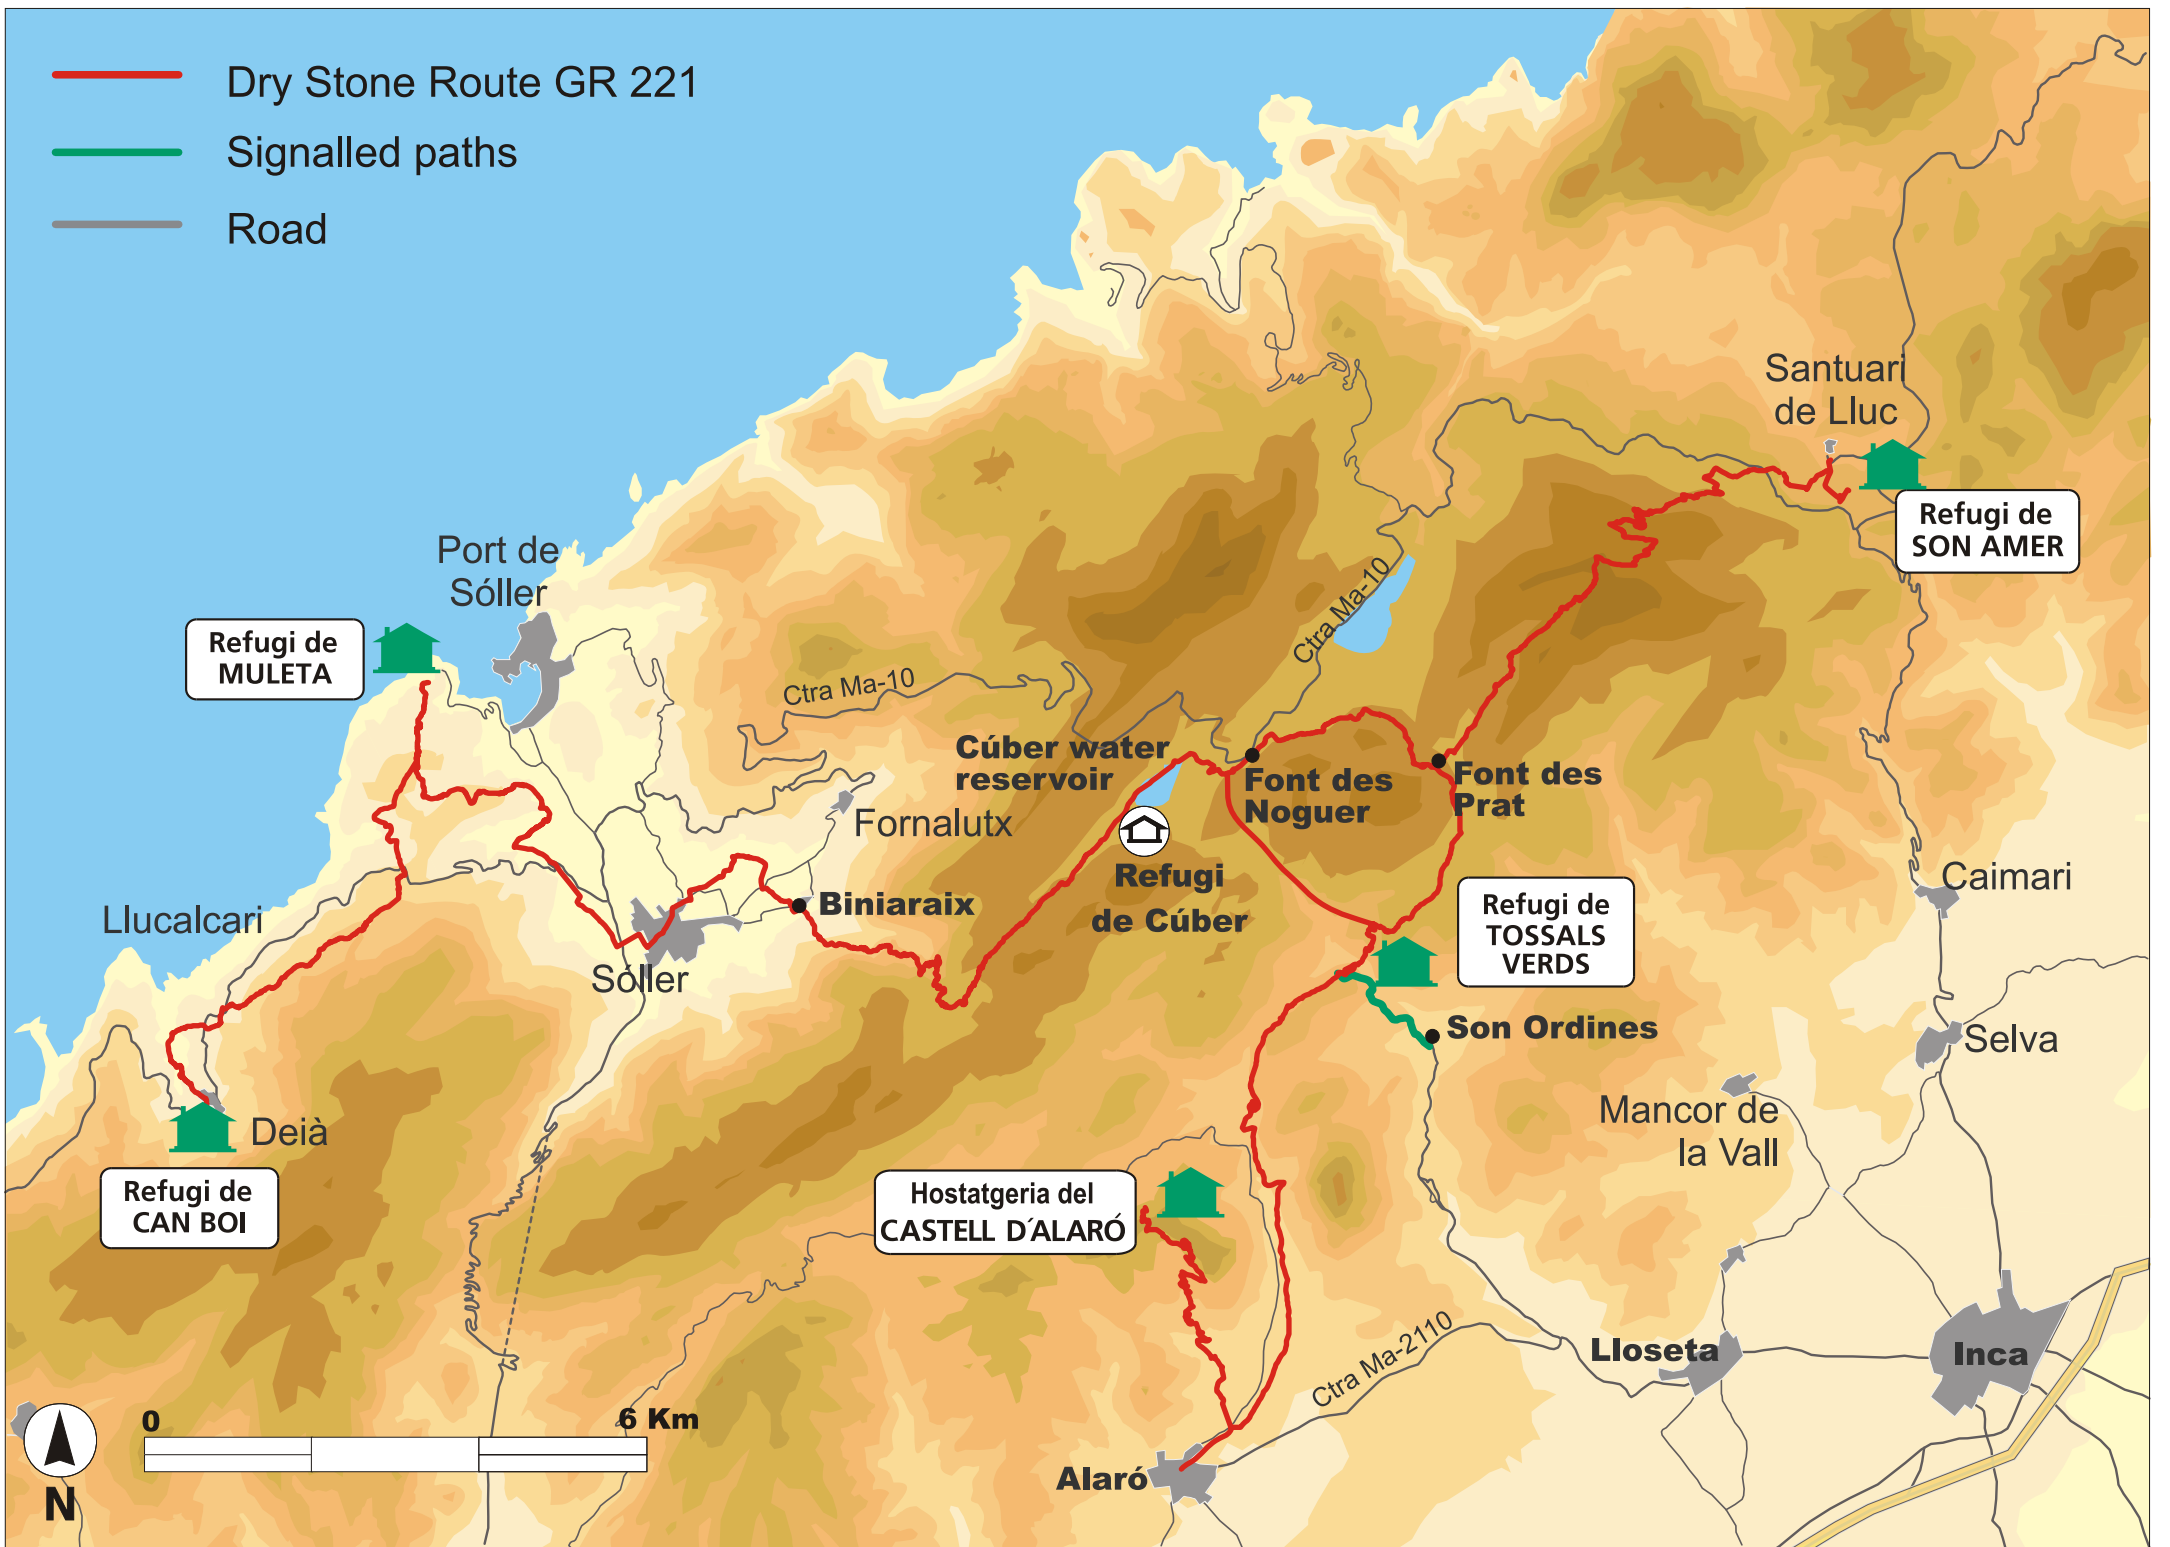 Dry Stone Route GR 221
Signalled paths
Road
Santuari
de Lluc
Refugi de
SON AMER
Port de
Sóller
Refugi de
MULETA
Ctra Ma-10
Ctra Ma-10
Cúber water
reservoir
Font des
Noguer
Font des
Prat
Fornalutx
Refugi
de Cúber
Biniaraix
Llucalcari
Sóller
Refugi de
TOSSALS
VERDS
Caimari
Son Ordines
Selva
Deià
Mancor de
la Vall
Refugi de
CAN BOI
Hostatgeria del
CASTELL D´ALARÓ
Ctra Ma-2110
Lloseta
Inca
0
6 Km
Alaró
N